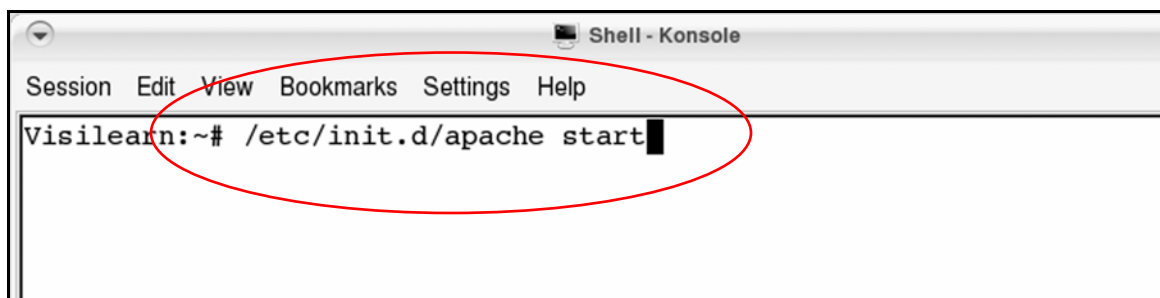 Shell - Konsole
Session Edit View Bookmarks Settings Help
Visilearn:~# /etc/init.d/apache start